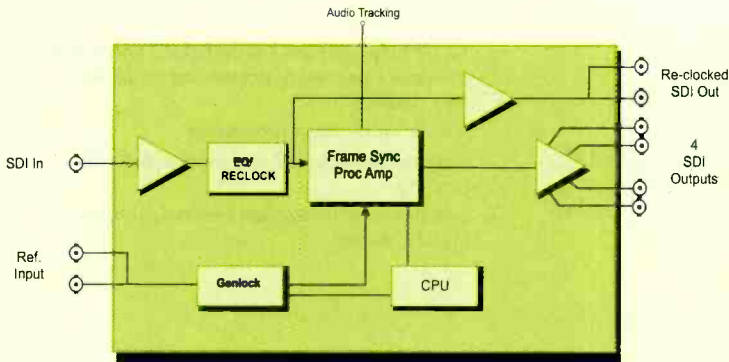 Audio Tracking
Re-clocked
SDI Out
SDI In
EQ/
RECLOCK
Frame Sync
Proc Amp
4
SDI
Outputs
Ref.
Input
Genlock
CPU